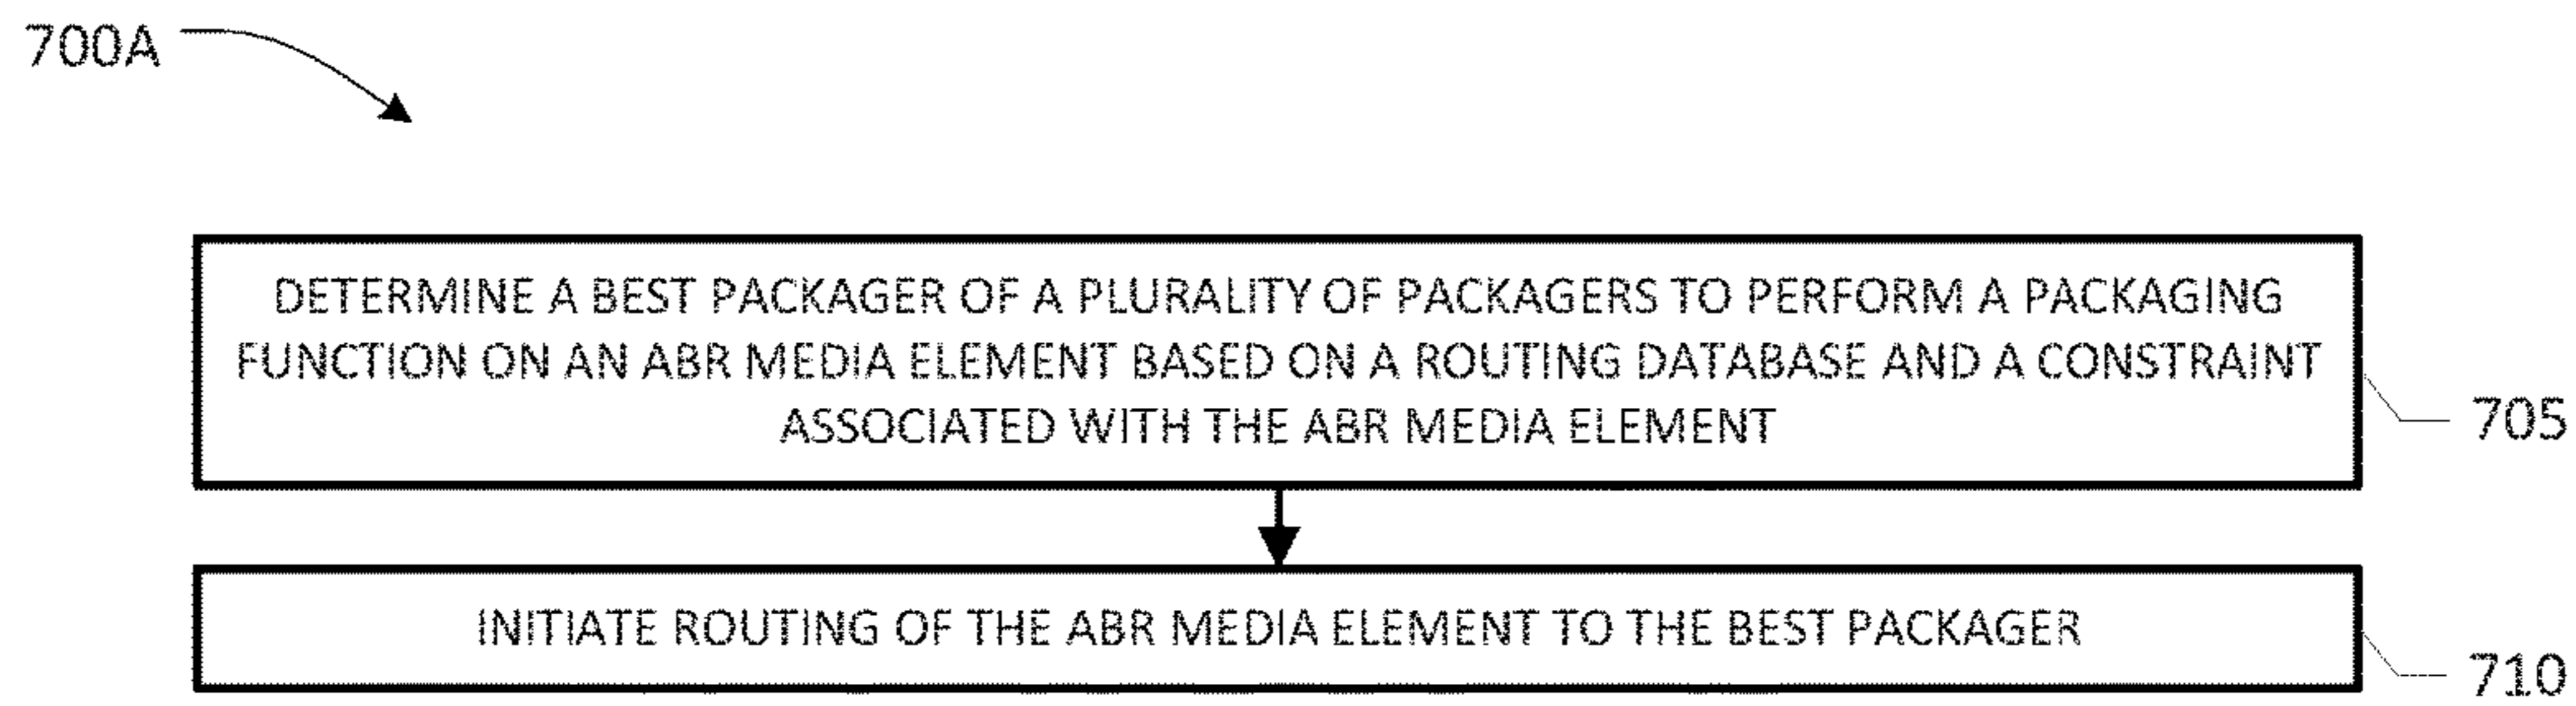 700A
DETERMINE A BEST PACKAGER OF A PLURALITY OF PACKAGERS TO PERFORM A PACKAGING
FUNCTION ON AN ABR MEDIA ELEMENT BASED ON A ROUTING DATABASE AND A CONSTRAINT
ASSOCIATED WITH THE ABR MEDIA ELEMENT
705
INITIATE ROUTING OF THE ABR MEDIA ELEMENT TO THE BEST PACKAGER
710